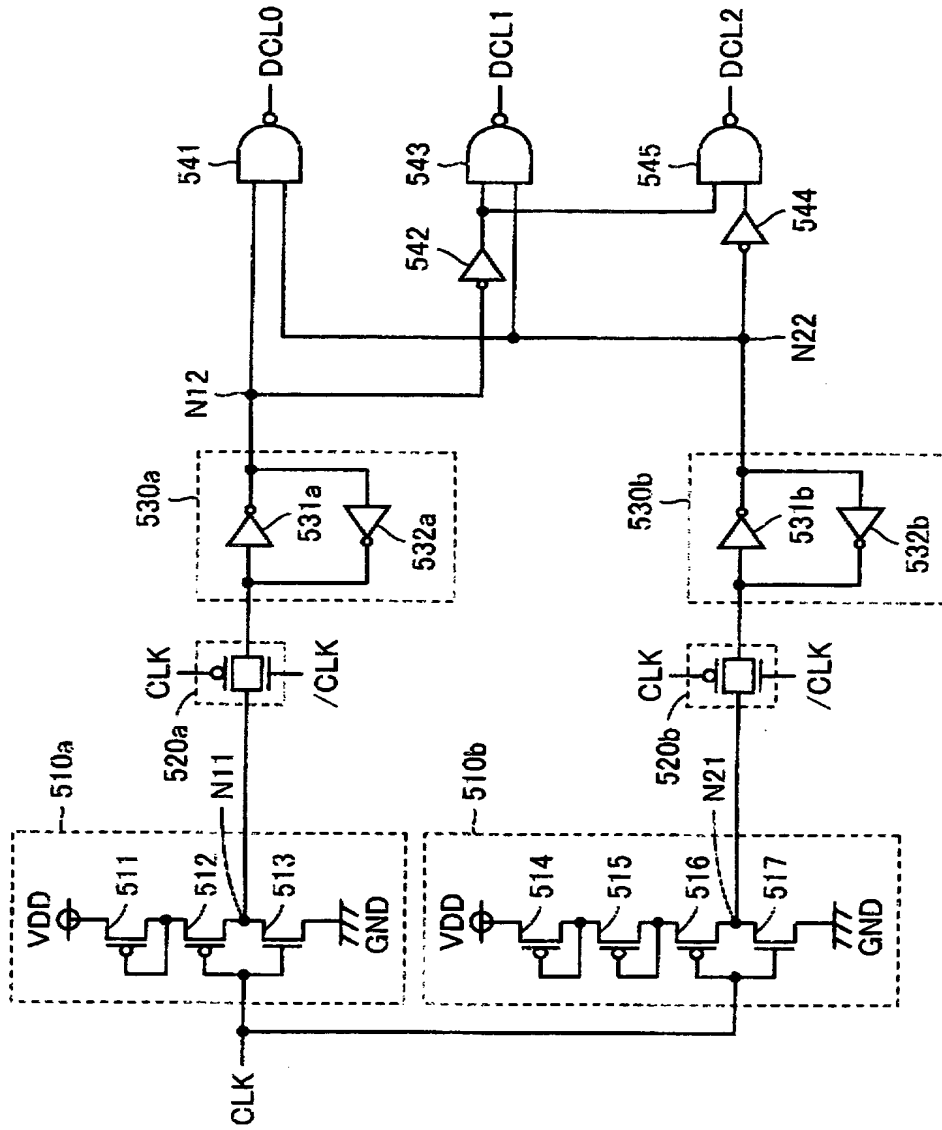 CLK
510a
VDD
511
512
513
GND
N11
510b
VDD
514
515
516
517
GND
N21
520a
CLK
/CLK
520b
CLK
/CLK
530a
531a
532a
530b
531b
532b
N12
N22
541
542
543
544
545
DCL0
DCL1
DCL2